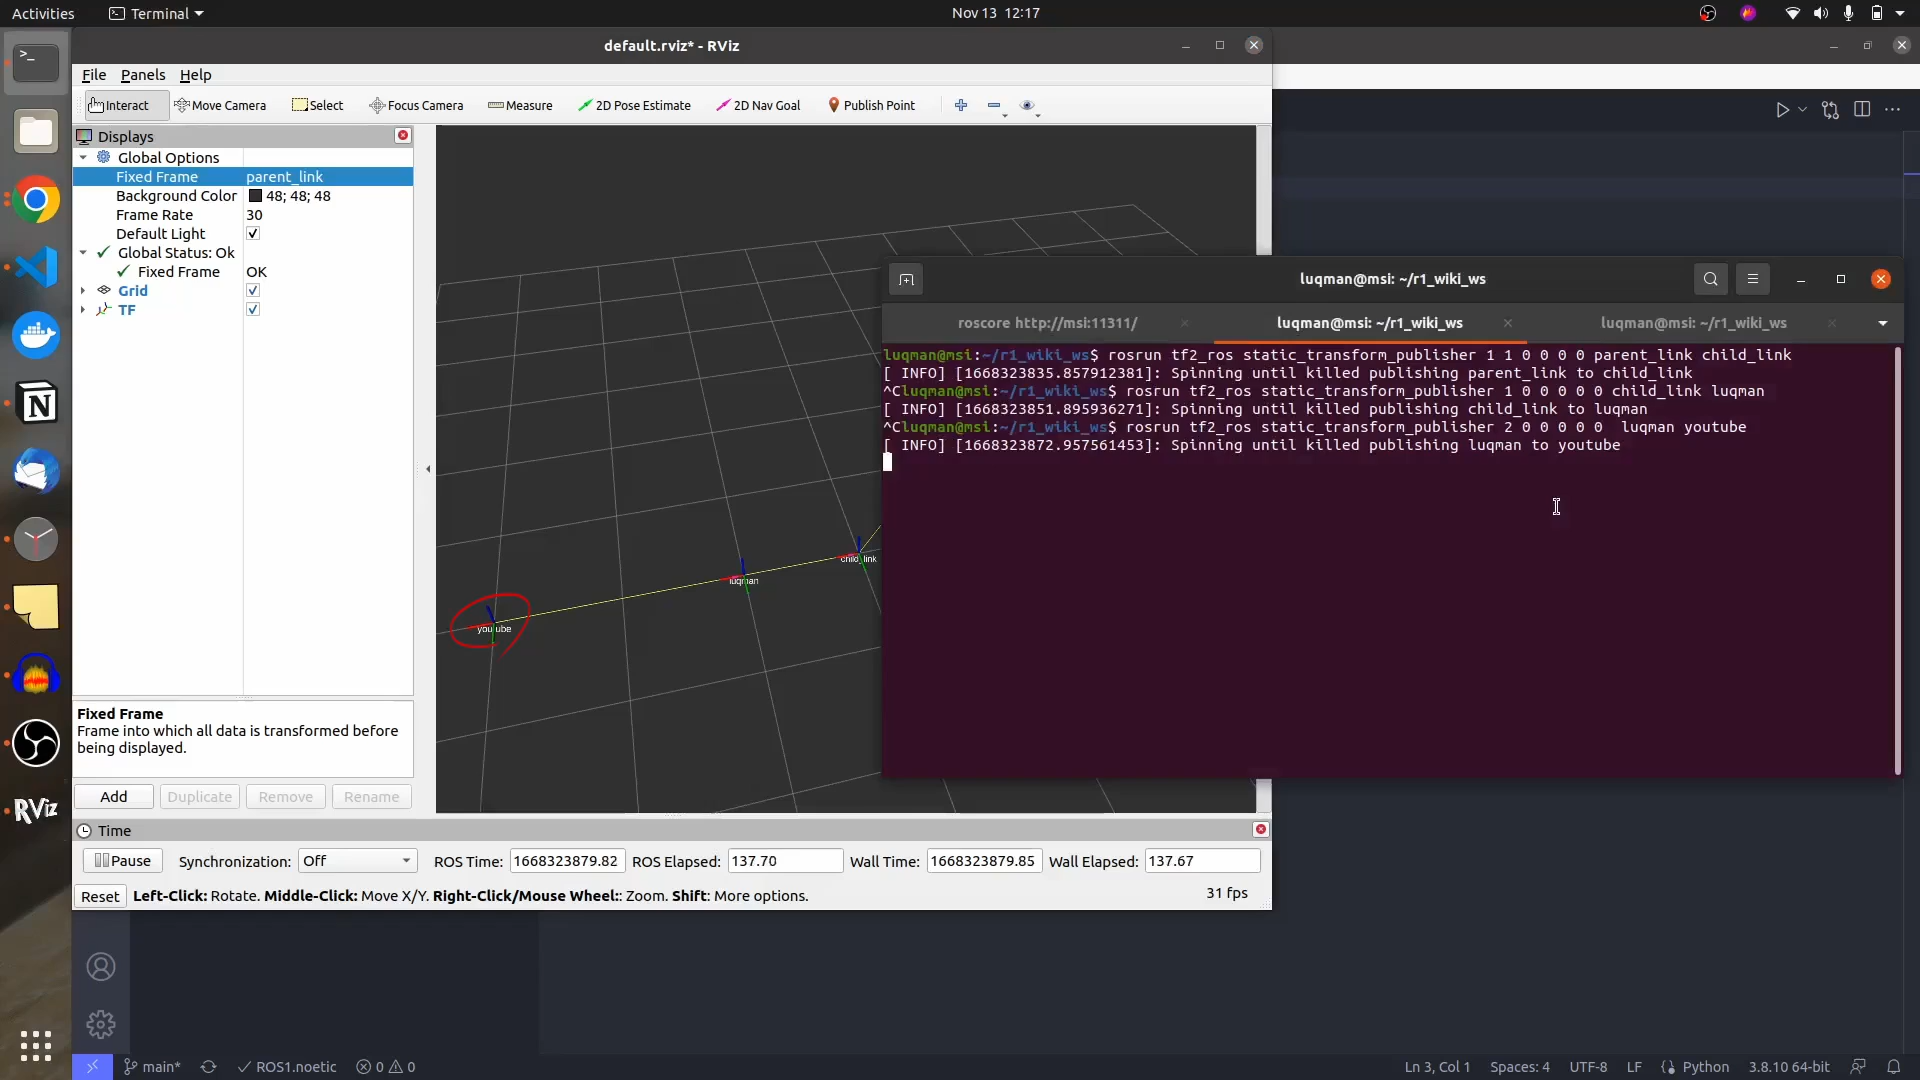 Activities
Terminal
Nov 13 12:17
default.rviz* - RViz
File Panels Help
Interact
Move Camera
Select
Focus Camera
Measure
2D Pose Estimate
2D Nav Goal
Publish Point
Displays
Global Options
Fixed Frame parent_link
Background Color 48; 48; 48
Frame Rate 30
Default Light
Global Status: Ok
Fixed Frame OK
Grid
TF
luqman@msi: ~/r1_wiki_ws
roscore http://msi:11311/
luqman@msi: ~/r1_wiki_ws
luqman@msi: ~/r1_wiki_ws
luqman@msi:~/r1_wiki_ws$ rosrun tf2_ros static_transform_publisher 1 1 0 0 0 0 parent_link child_link
[ INFO] [1668323835.857912381]: Spinning until killed publishing parent_link to child_link
^Cluqman@msi:~/r1_wiki_ws$ rosrun tf2_ros static_transform_publisher 1 0 0 0 0 0 child_link luqman
[ INFO] [1668323851.895936271]: Spinning until killed publishing child_link to luqman
^Cluqman@msi:~/r1_wiki_ws$ rosrun tf2_ros static_transform_publisher 2 0 0 0 0 0  luqman youtube
[ INFO] [1668323872.957561453]: Spinning until killed publishing luqman to youtube
child_link
luqman
youtube
Fixed Frame
Frame into which all data is transformed before
being displayed.
Add
Duplicate
Remove
Rename
Time
Pause
Synchronization: Off
ROS Time: 1668323879.82
ROS Elapsed: 137.70
Wall Time: 1668323879.85
Wall Elapsed: 137.67
Reset
Left-Click: Rotate. Middle-Click: Move X/Y. Right-Click/Mouse Wheel:: Zoom. Shift: More options.
31 fps
RViz
main*
ROS1.noetic
0
0
Ln 3, Col 1
Spaces: 4
UTF-8
LF
Python
3.8.10 64-bit